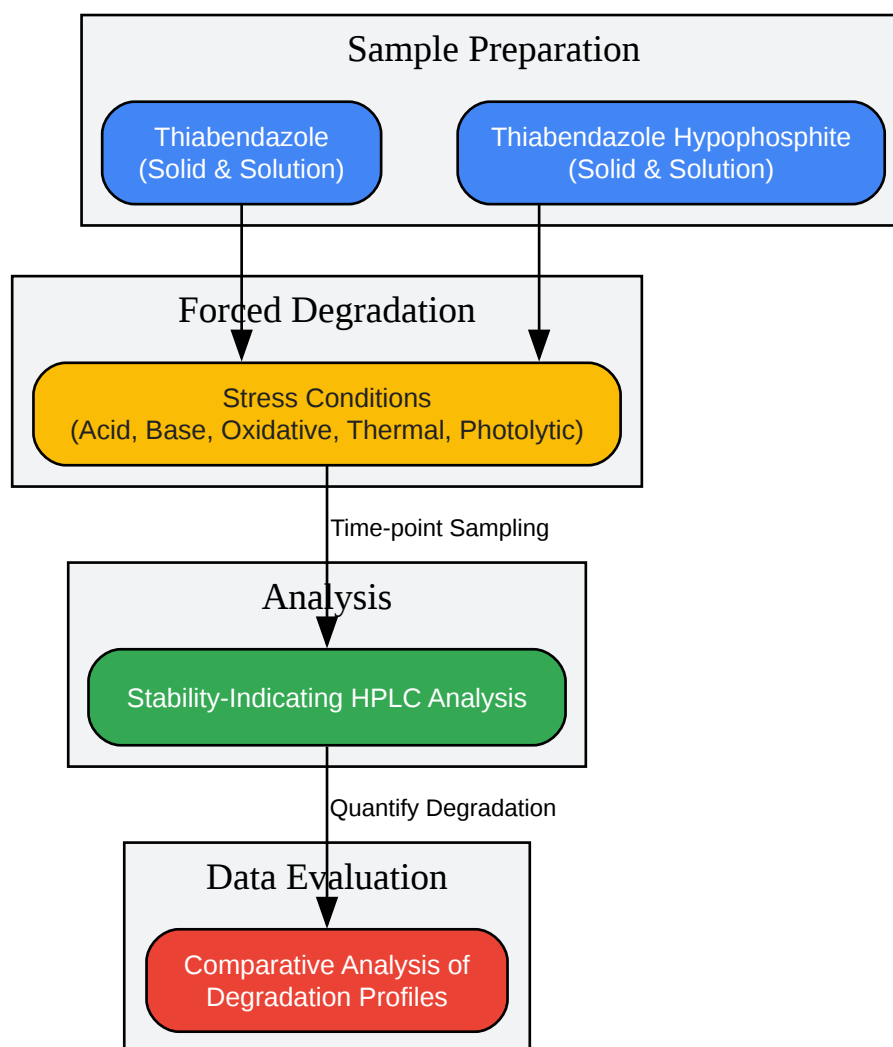 Sample Preparation
Thiabendazole
(Solid & Solution)
Thiabendazole Hypophosphite
(Solid & Solution)
Forced Degradation
Stress Conditions
(Acid, Base, Oxidative, Thermal, Photolytic)
Time-point Sampling
Analysis
Stability-Indicating HPLC Analysis
Quantify Degradation
Data Evaluation
Comparative Analysis of
Degradation Profiles